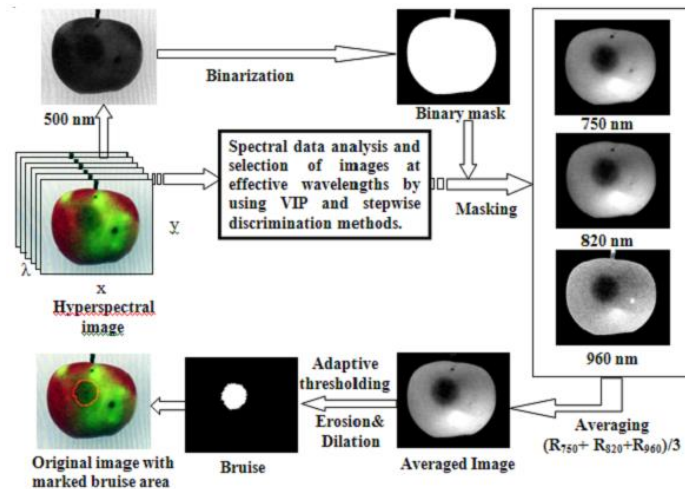 500 nm
Binarization
Binary mask
750 nm
Spectral data analysis and
selection of images at
effective wavelengths by
using VIP and stepwise
discrimination methods.
y
Masking
820 nm
λ
x
Hyperspectral
image
960 nm
Adaptive
thresholding
Erosion&
Dilation
Averaging
(R750+ R820+R960)/3
Original image with
marked bruise area
Bruise
Averaged Image